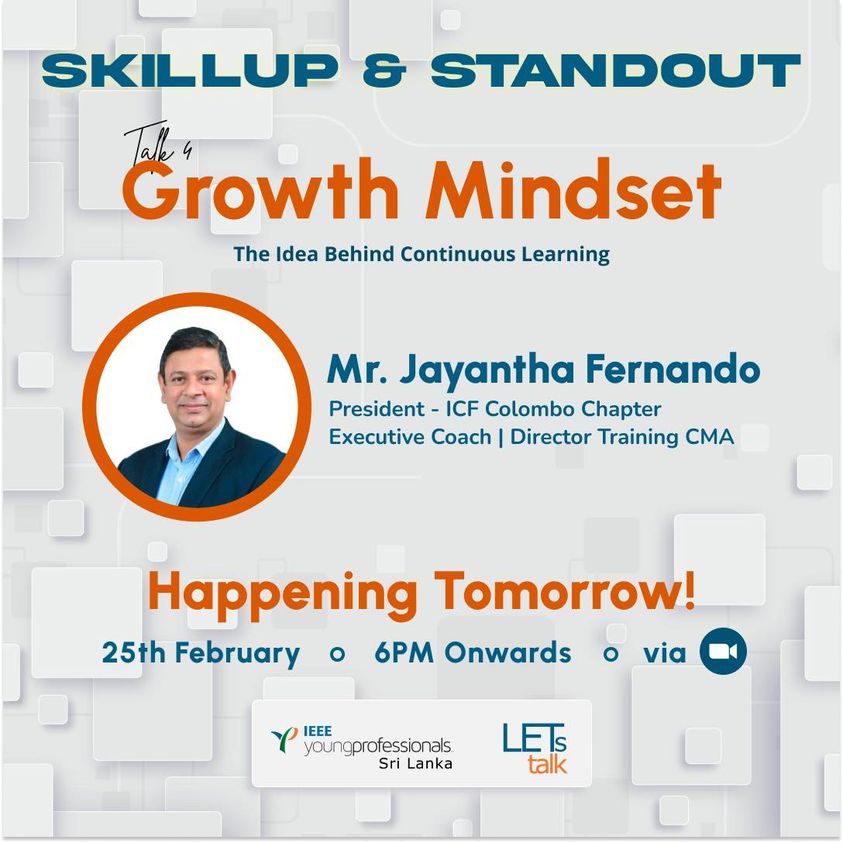 SKILLUP & STANDOUT
Talk 4
Growth Mindset
The Idea Behind Continuous Learning
Mr. Jayantha Fernando
President - ICF Colombo Chapter
Executive Coach | Director Training CMA
Happening Tomorrow!
25th February o 6PM Onwards o via
IEEE
youngprofessionals
Sri Lanka
LETs
talk